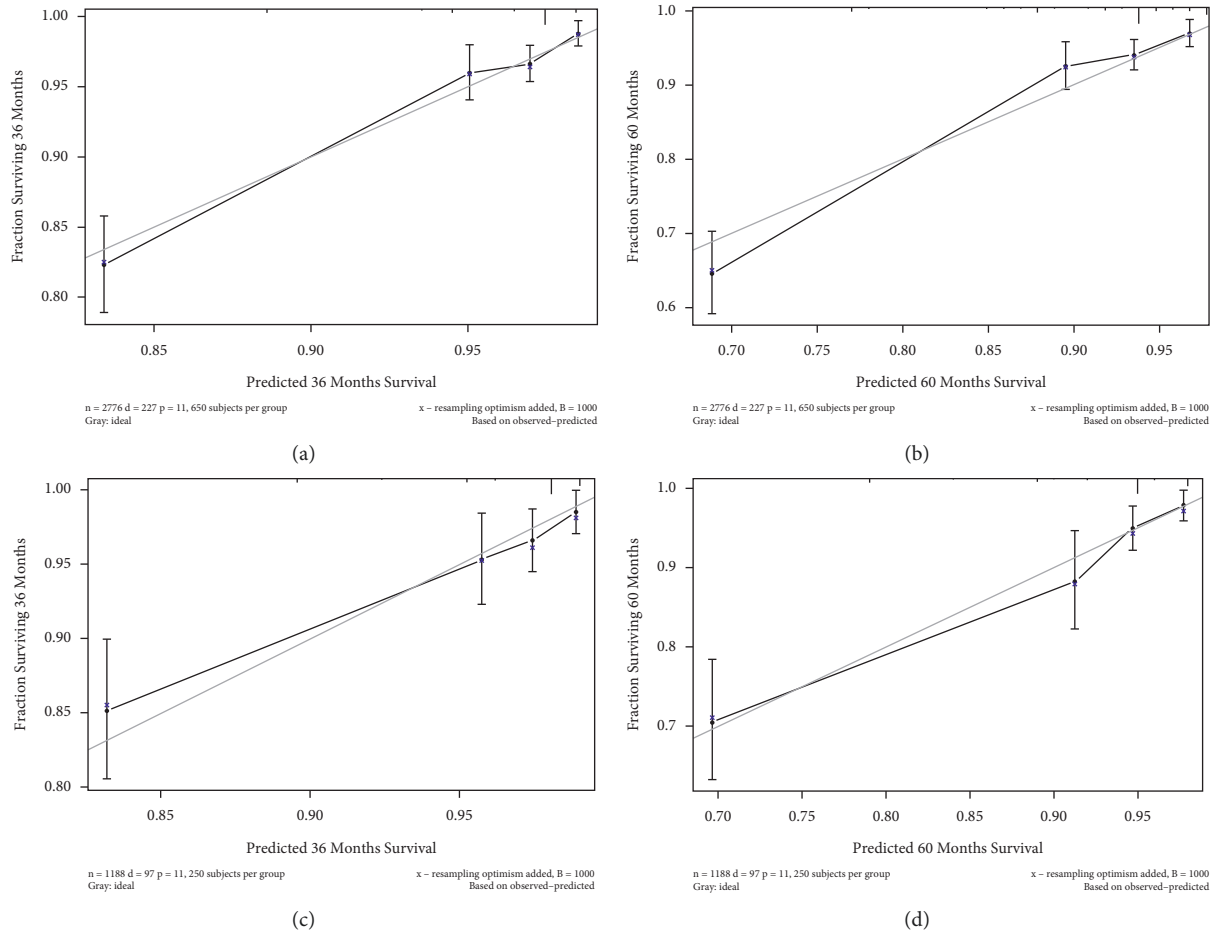 1.00
0.95
0.90
0.85
0.80
Fraction Surviving 36 Months
0.85 0.90 0.95
Predicted 36 Months Survival
n = 2776 d = 227 p = 11, 650 subjects per group
Gray: ideal
x – resampling optimism added, B = 1000
Based on observed–predicted
(a)
1.0
0.9
0.8
0.7
0.6
Fraction Surviving 60 Months
0.70 0.75 0.80 0.85 0.90 0.95
Predicted 60 Months Survival
n = 2776 d = 227 p = 11, 650 subjects per group
Gray: ideal
x – resampling optimism added, B = 1000
Based on observed–predicted
(b)
1.00
0.95
0.90
0.85
0.80
Fraction Surviving 36 Months
0.85 0.90 0.95
Predicted 36 Months Survival
n = 1188 d = 97 p = 11, 250 subjects per group
Gray: ideal
x – resampling optimism added, B = 1000
Based on observed–predicted
(c)
1.0
0.9
0.8
0.7
Fraction Surviving 60 Months
0.70 0.75 0.80 0.85 0.90 0.95
Predicted 60 Months Survival
n = 1188 d = 97 p = 11, 250 subjects per group
Gray: ideal
x – resampling optimism added, B = 1000
Based on observed–predicted
(d)